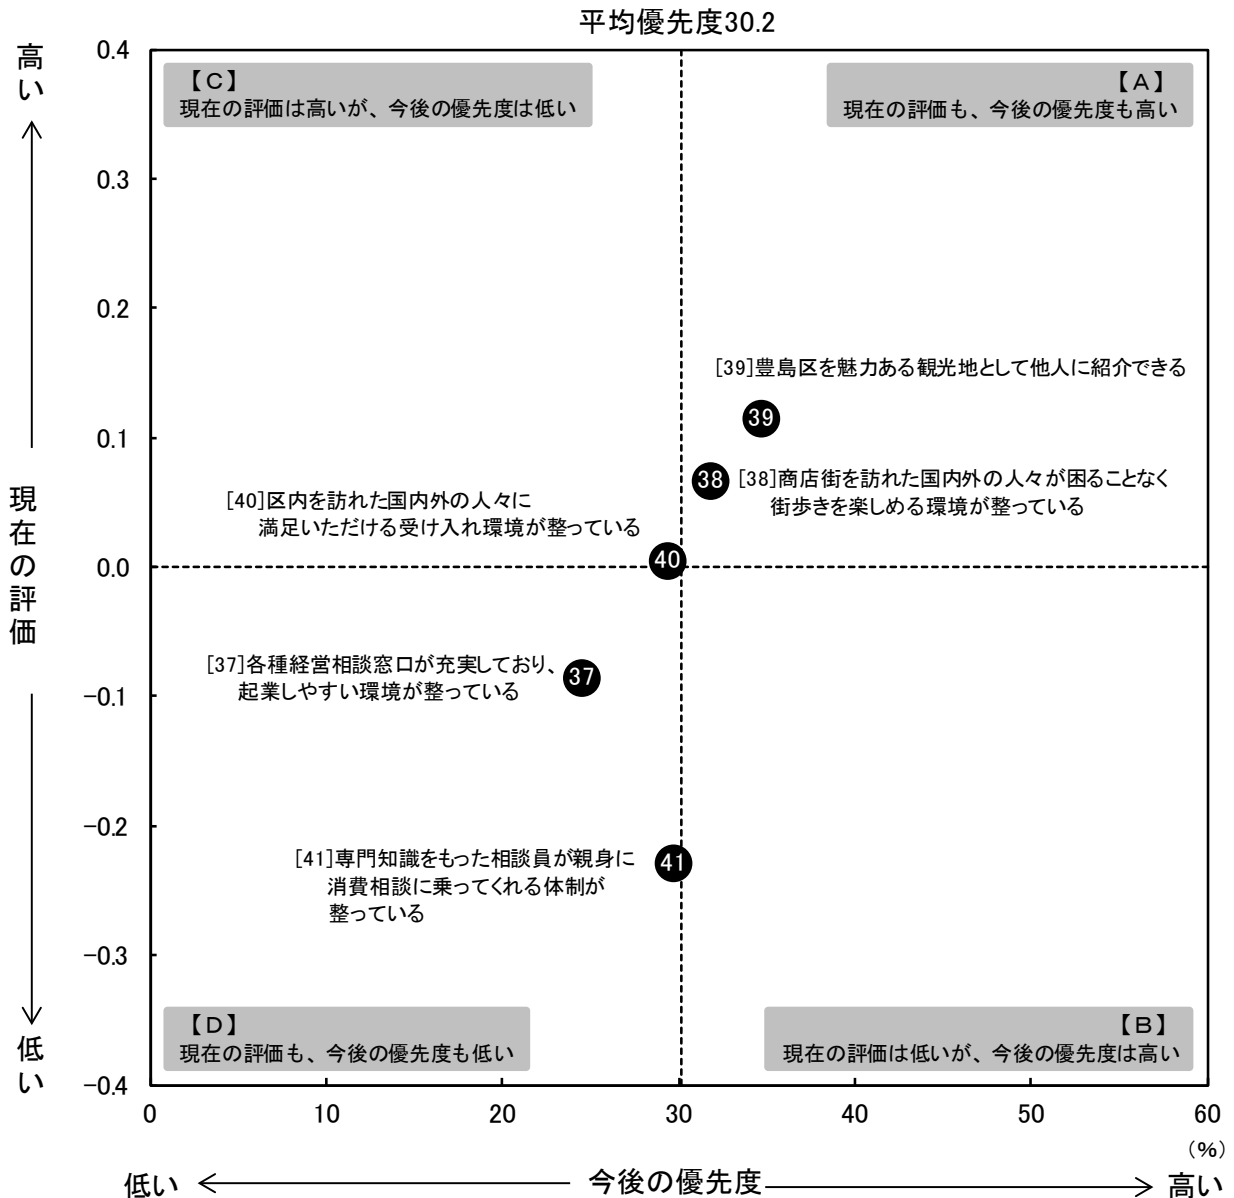 平均優先度30.2
高い
現在の評価
低い
0.4
0.3
0.2
0.1
0.0
-0.1
-0.2
-0.3
-0.4
【C】
現在の評価は高いが、今後の優先度は低い
【A】
現在の評価も、今後の優先度も高い
[39]豊島区を魅力ある観光地として他人に紹介できる
39
38
[38]商店街を訪れた国内外の人々が困ることなく
街歩きを楽しめる環境が整っている
[40]区内を訪れた国内外の人々に
満足いただける受け入れ環境が整っている
40
[37]各種経営相談窓口が充実しており、
起業しやすい環境が整っている
37
[41]専門知識をもった相談員が親身に
消費相談に乗ってくれる体制が
整っている
41
【D】
現在の評価も、今後の優先度も低い
【B】
現在の評価は低いが、今後の優先度は高い
0 10 20 30 40 50 60
(%)
低い 今後の優先度 高い